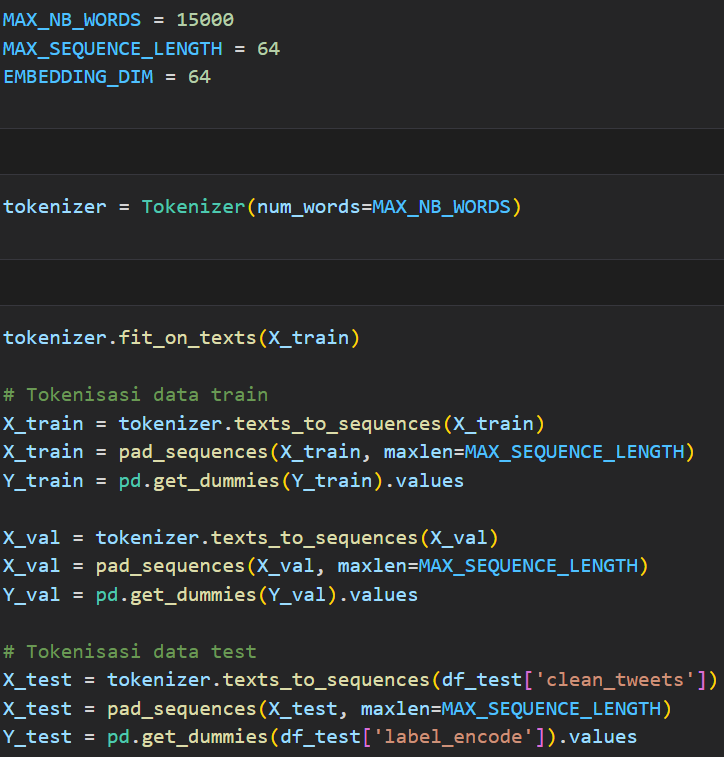 MAX_NB_WORDS = 15000
MAX_SEQUENCE_LENGTH = 64
EMBEDDING_DIM = 64
tokenizer = Tokenizer(num_words=MAX_NB_WORDS)
tokenizer.fit_on_texts(X_train)
# Tokenisasi data train
X_train = tokenizer.texts_to_sequences(X_train)
X_train = pad_sequences(X_train, maxlen=MAX_SEQUENCE_LENGTH)
Y_train = pd.get_dummies(Y_train).values
X_val = tokenizer.texts_to_sequences(X_val)
X_val = pad_sequences(X_val, maxlen=MAX_SEQUENCE_LENGTH)
Y_val = pd.get_dummies(Y_val).values
# Tokenisasi data test
X_test = tokenizer.texts_to_sequences(df_test['clean_tweets'])
X_test = pad_sequences(X_test, maxlen=MAX_SEQUENCE_LENGTH)
Y_test = pd.get_dummies(df_test['label_encode']).values